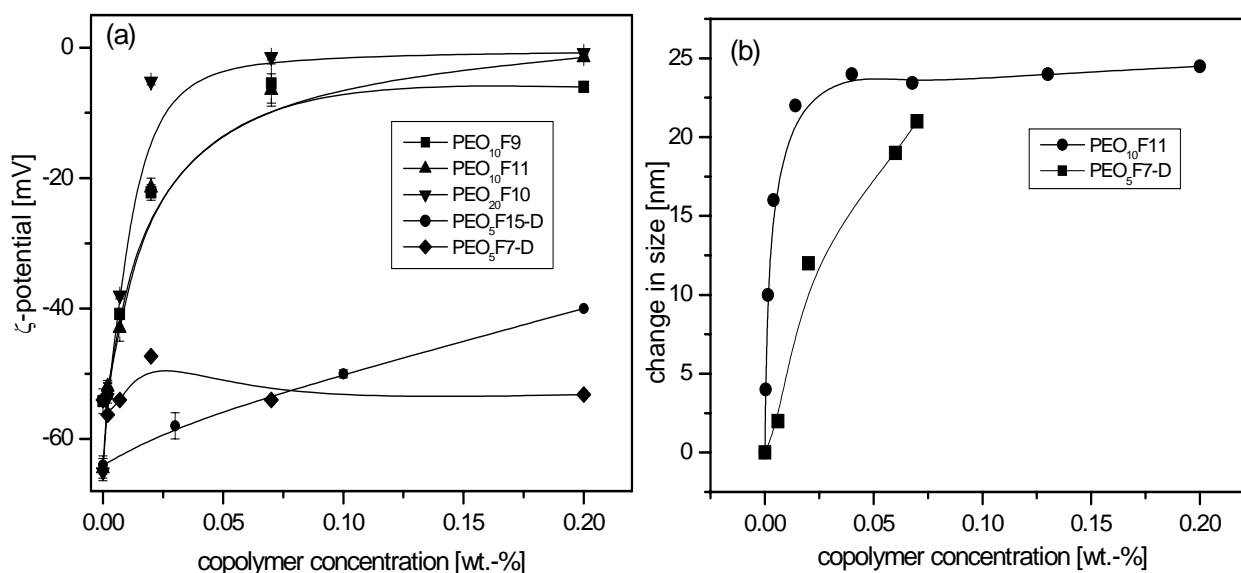 (a)
0
-20
-40
-60
ζ-potential [mV]
PEO₁₀F9
PEO₁₀F11
PEO₂₀F10
PEO₅F15-D
PEO₅F7-D
0.00 0.05 0.10 0.15 0.20
copolymer concentration [wt.-%]
(b)
25
20
15
10
5
0
change in size [nm]
PEO₁₀F11
PEO₅F7-D
0.00 0.05 0.10 0.15 0.20
copolymer concentration [wt.-%]